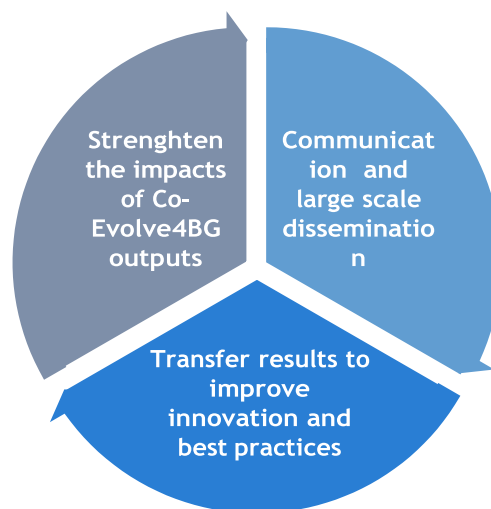 Strenghten
the impacts
of Co-
Evolve4BG
outputs
Communicat
ion and
large scale
disseminatio
n
Transfer results to
improve
innovation and
best practices